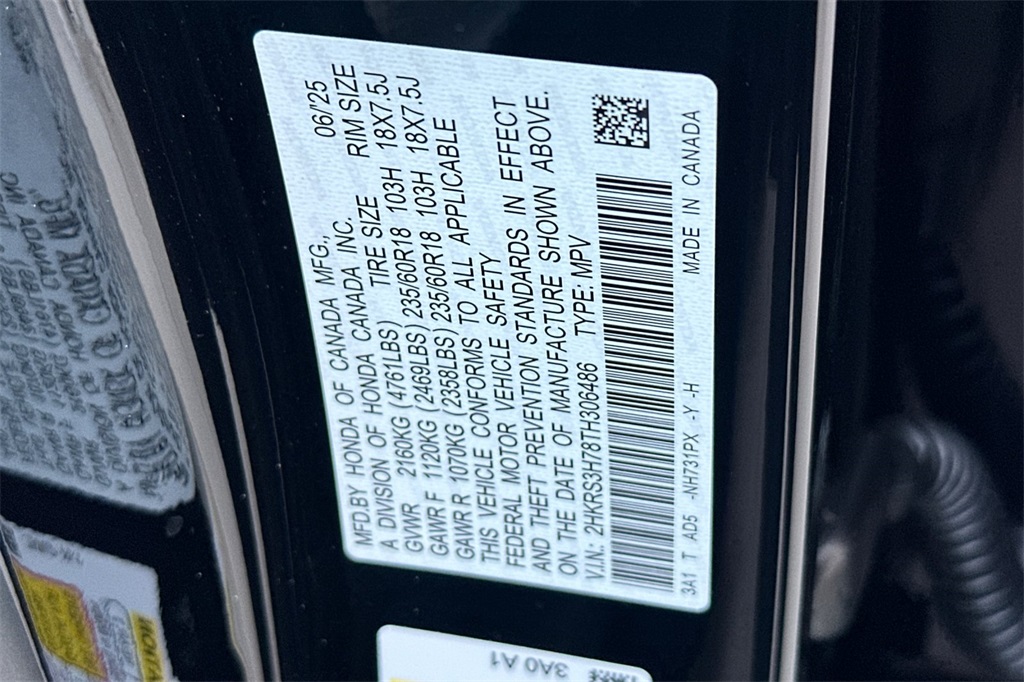 MFD.BY HONDA OF CANADA MFG., 06/'25
A DIVISION OF HONDA CANADA INC.
TIRE SIZE RIM SIZE
GVWR 2160KG (4761LBS)
GAWR F 1120KG (2469LBS) 235/60R18 103H 18X7.5J
GAWR R 1070KG (2358LBS) 235/60R18 103H 18X7.5J
THIS VEHICLE CONFORMS TO ALL APPLICABLE
FEDERAL MOTOR VEHICLE SAFETY
AND THEFT PREVENTION STANDARDS IN EFFECT
ON THE DATE OF MANUFACTURE SHOWN ABOVE.
V.I.N.: 2HKRS3H78TH306486 TYPE: MPV
3A1 T AD5 -NH731PX -Y -H MADE IN CANADA
3A0 A1